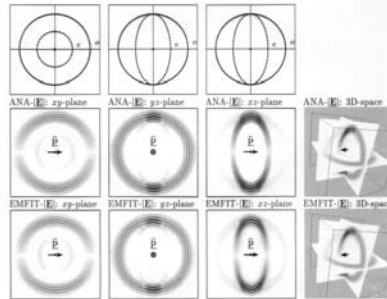 e o e o e o
ANA-|E|: xy-plane ANA-|E|: yz-plane ANA-|E|: xz-plane ANA-|E|: 3D-space
p̂ p̂ p̂
EMFIT-|E|: xy-plane EMFIT-|E|: yz-plane EMFIT-|E|: xz-plane EMFIT-|E|: 3D-space
p̂ p̂ p̂